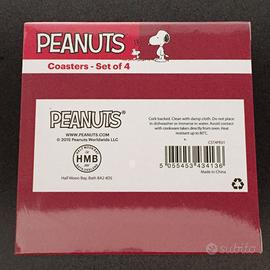 PEANUTS
Coasters - Set of 4
PEANUTS®
WWW.PEANUTS.COM
© 2015 Peanuts Worldwide LLC
HMB
Half Moon Bay, Bath BA2 4DS
Cork backed. Clean with damp cloth. Do not place
in dishwasher or immerse in water. Avoid contact
with cookware taken directly from oven. Heat
resistant up to 80°C.
CSTAPE01
5 055453 434136
Made in China
subito